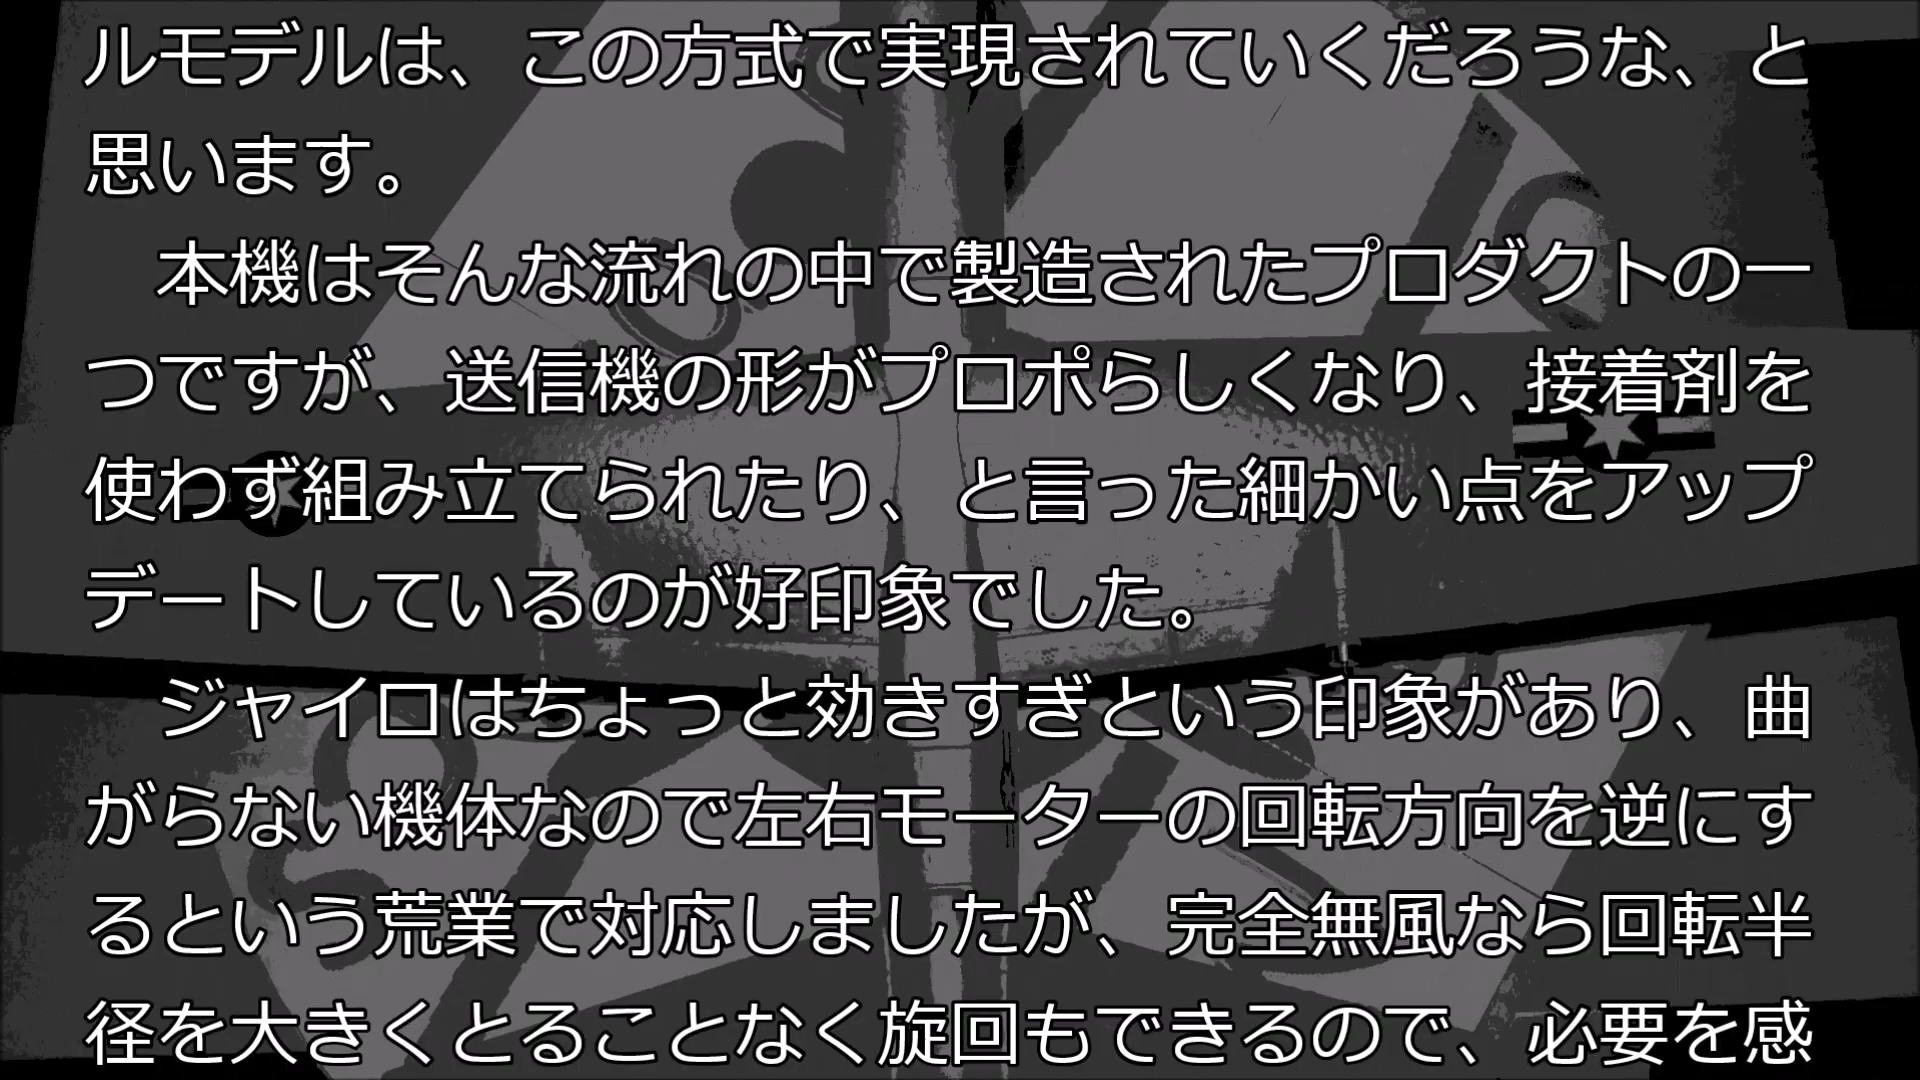 ルモデルは、この方式で実現されていくだろうな、と
思います。
　本機はそんな流れの中で製造されたプロダクトの一
つですが、送信機の形がプロポらしくなり、接着剤を
使わず組み立てられたり、と言った細かい点をアップ
デートしているのが好印象でした。
　ジャイロはちょっと効きすぎという印象があり、曲
がらない機体なので左右モーターの回転方向を逆にす
るという荒業で対応しましたが、完全無風なら回転半
径を大きくとることなく旋回もできるので、必要を感